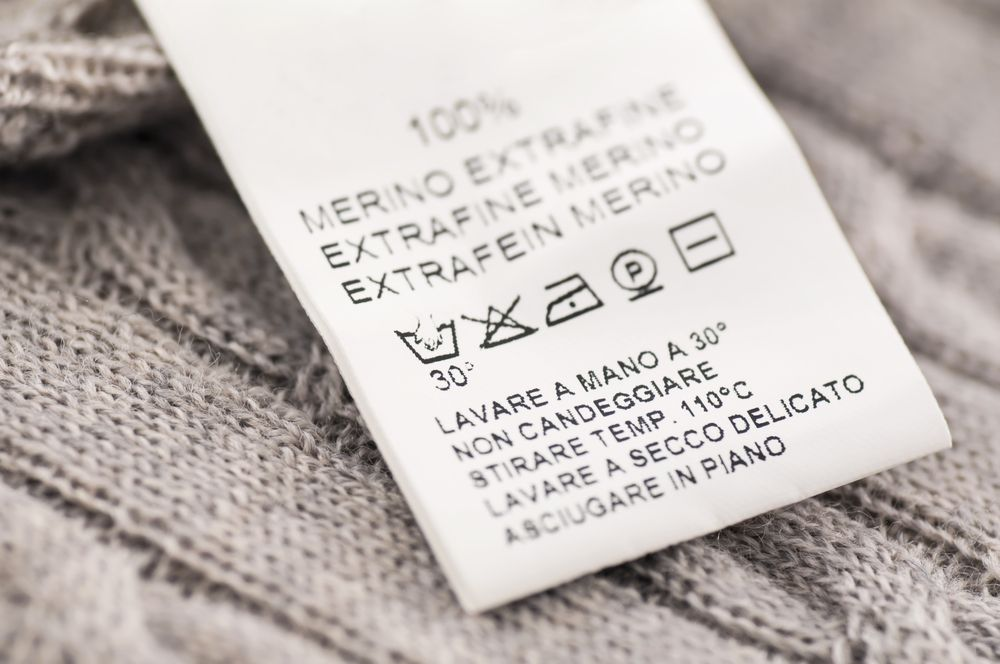 100%
MERINO EXTRAFINE
EXTRAFINE MERINO
EXTRAFEIN MERINO
P
30°
LAVARE A MANO A 30°
NON CANDEGGIARE
STIRARE TEMP. 110°C
LAVARE A SECCO DELICATO
ASCIUGARE IN PIANO